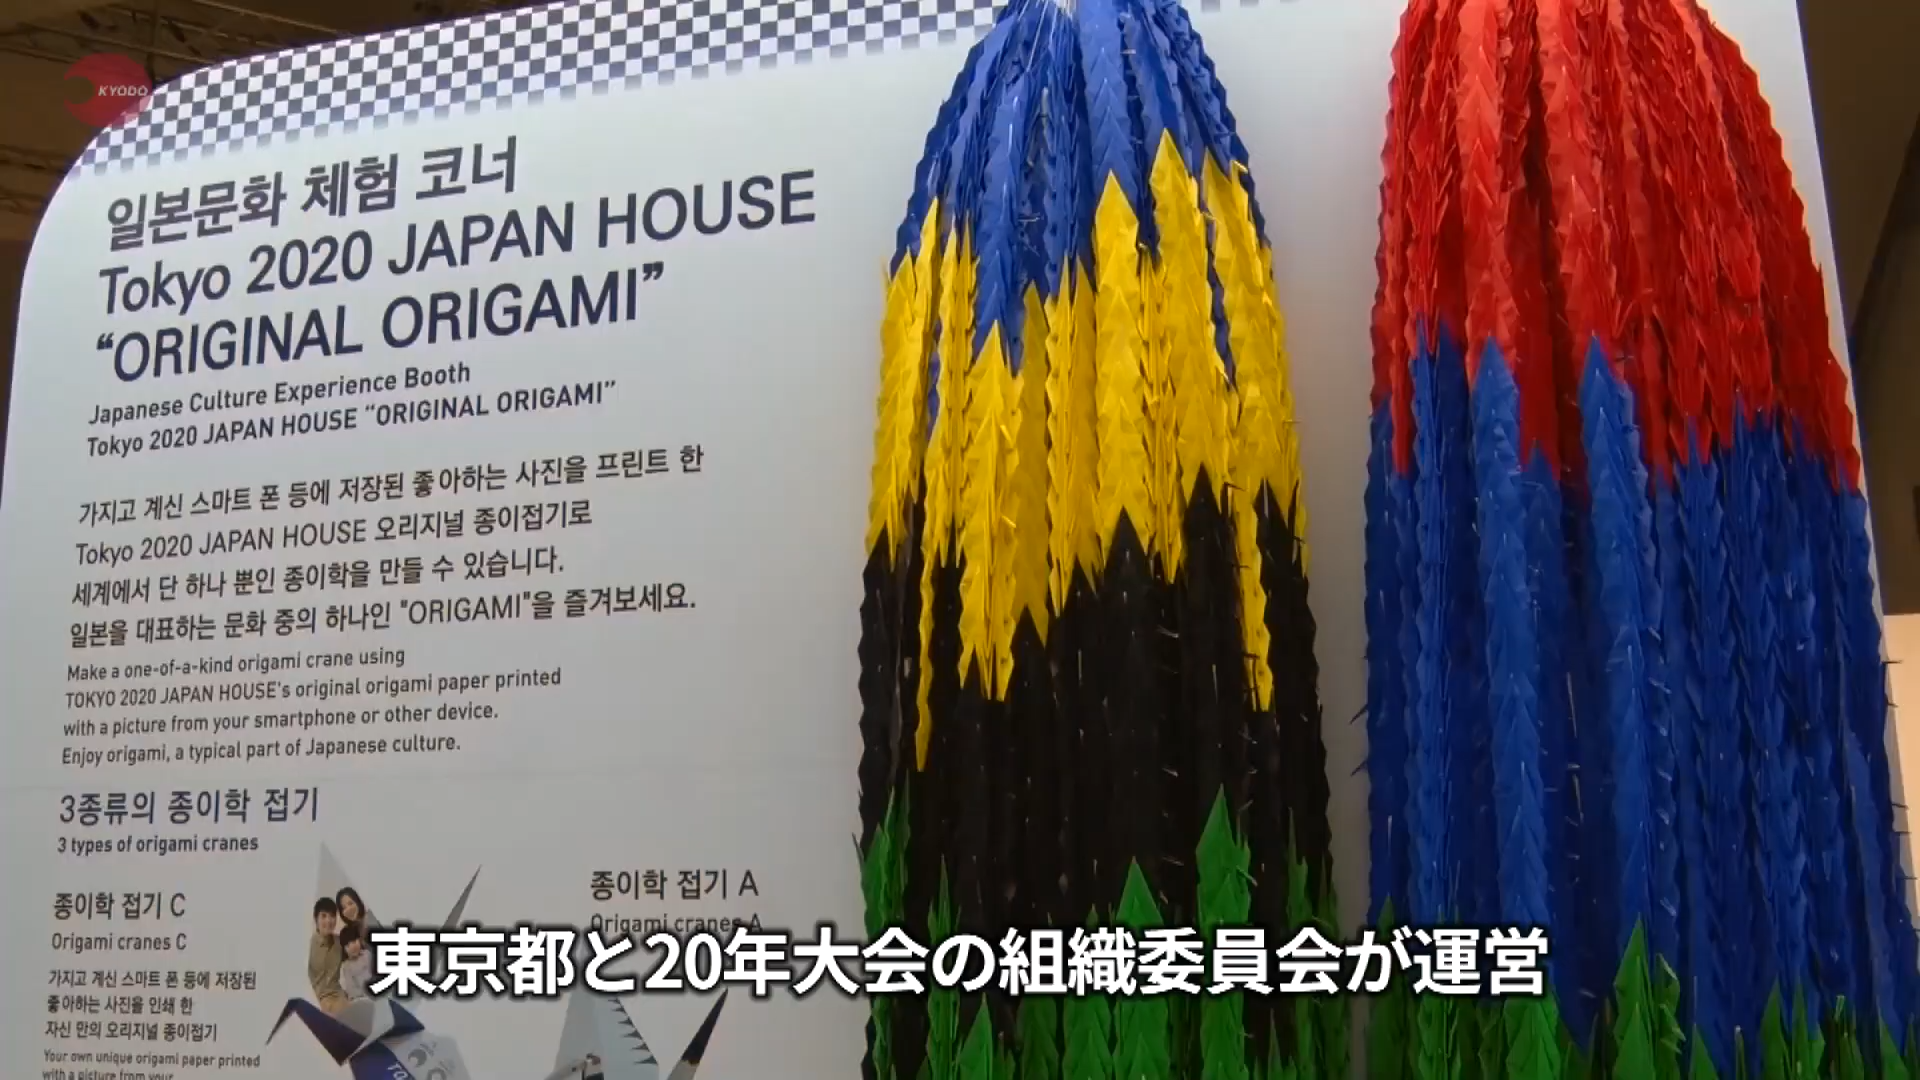 KYODO
일본문화 체험 코너
Tokyo 2020 JAPAN HOUSE
“ORIGINAL ORIGAMI”
Japanese Culture Experience Booth
Tokyo 2020 JAPAN HOUSE “ORIGINAL ORIGAMI”
가지고 계신 스마트 폰 등에 저장된 좋아하는 사진을 프린트 한
Tokyo 2020 JAPAN HOUSE 오리지널 종이접기로
세계에서 단 하나 뿐인 종이학을 만들 수 있습니다.
일본을 대표하는 문화 중의 하나인 "ORIGAMI"을 즐겨보세요.
Make a one-of-a-kind origami crane using
TOKYO 2020 JAPAN HOUSE's original origami paper printed
with a picture from your smartphone or other device.
Enjoy origami, a typical part of Japanese culture.
3종류의 종이학 접기
3 types of origami cranes
종이학 접기 C
Origami cranes C
가지고 계신 스마트 폰 등에 저장된
좋아하는 사진을 인쇄 한
자신 만의 오리지널 종이접기
Your own unique origami paper printed
with a picture from your
종이학 접기 A
Origami cranes A
東京都と20年大会の組織委員会が運営